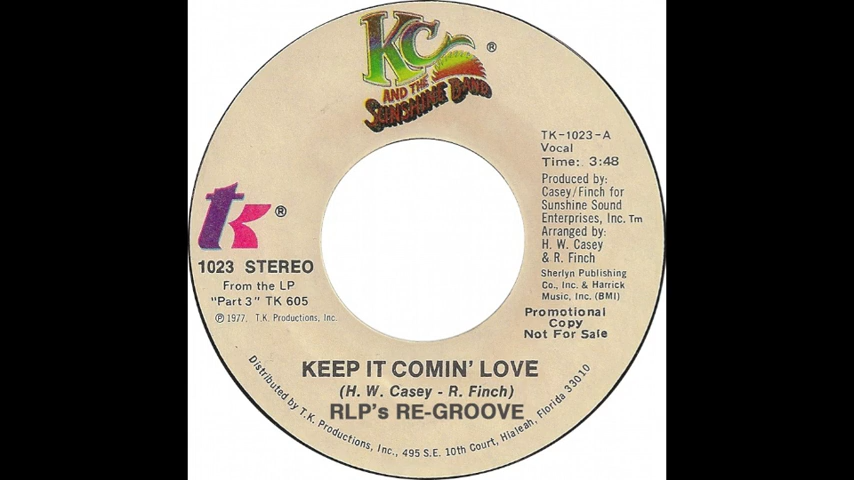 KC
AND THE
SUNSHINE BAND ®
TK-1023-A
Vocal
Time: 3:48
Produced by:
Casey/Finch for
Sunshine Sound
Enterprises, Inc. TM
Arranged by:
H. W. Casey
& R. Finch
Sherlyn Publishing
Co., Inc. & Harrick
Music, Inc. (BMI)
Promotional
Copy
Not For Sale
tk ®
1023 STEREO
From the LP
"Part 3" TK 605
℗ 1977. T.K. Productions, Inc.
KEEP IT COMIN' LOVE
(H. W. Casey - R. Finch)
RLP's RE-GROOVE
Distributed by T.K. Productions, Inc., 495 S.E. 10th Court, Hialeah, Florida 33010